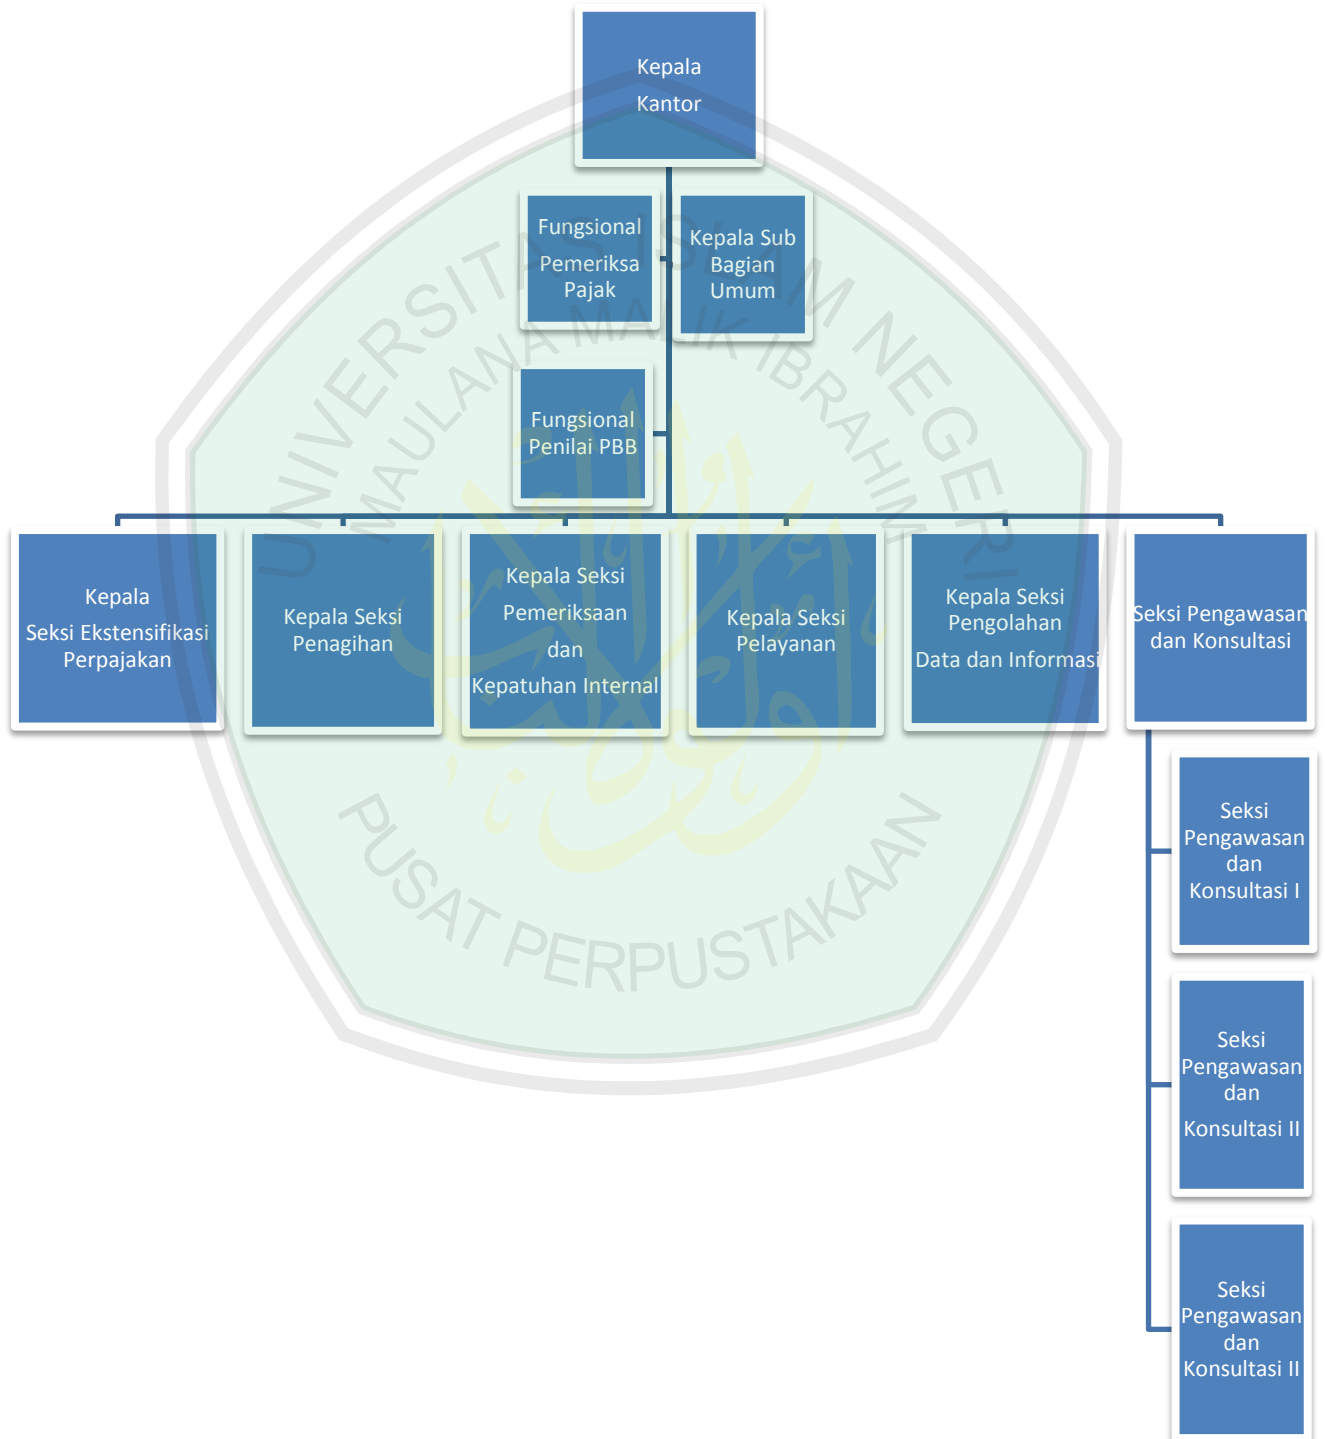 Kepala
Kantor
Fungsional
Pemeriksa
Pajak
Kepala Sub
Bagian
Umum
Fungsional
Penilai PBB
Kepala
Seksi Ekstensifikasi
Perpajakan
Kepala Seksi
Penagihan
Kepala Seksi
Pemeriksaan
dan
Kepatuhan Internal
Kepala Seksi
Pelayanan
Kepala Seksi
Pengolahan
Data dan Informasi
Seksi Pengawasan
dan Konsultasi
Seksi
Pengawasan
dan
Konsultasi I
Seksi
Pengawasan
dan
Konsultasi II
Seksi
Pengawasan
dan
Konsultasi II
UNIVERSITAS ISLAM NEGERI
MAULANA MALIK IBRAHIM
PUSAT PERPUSTAKAAN